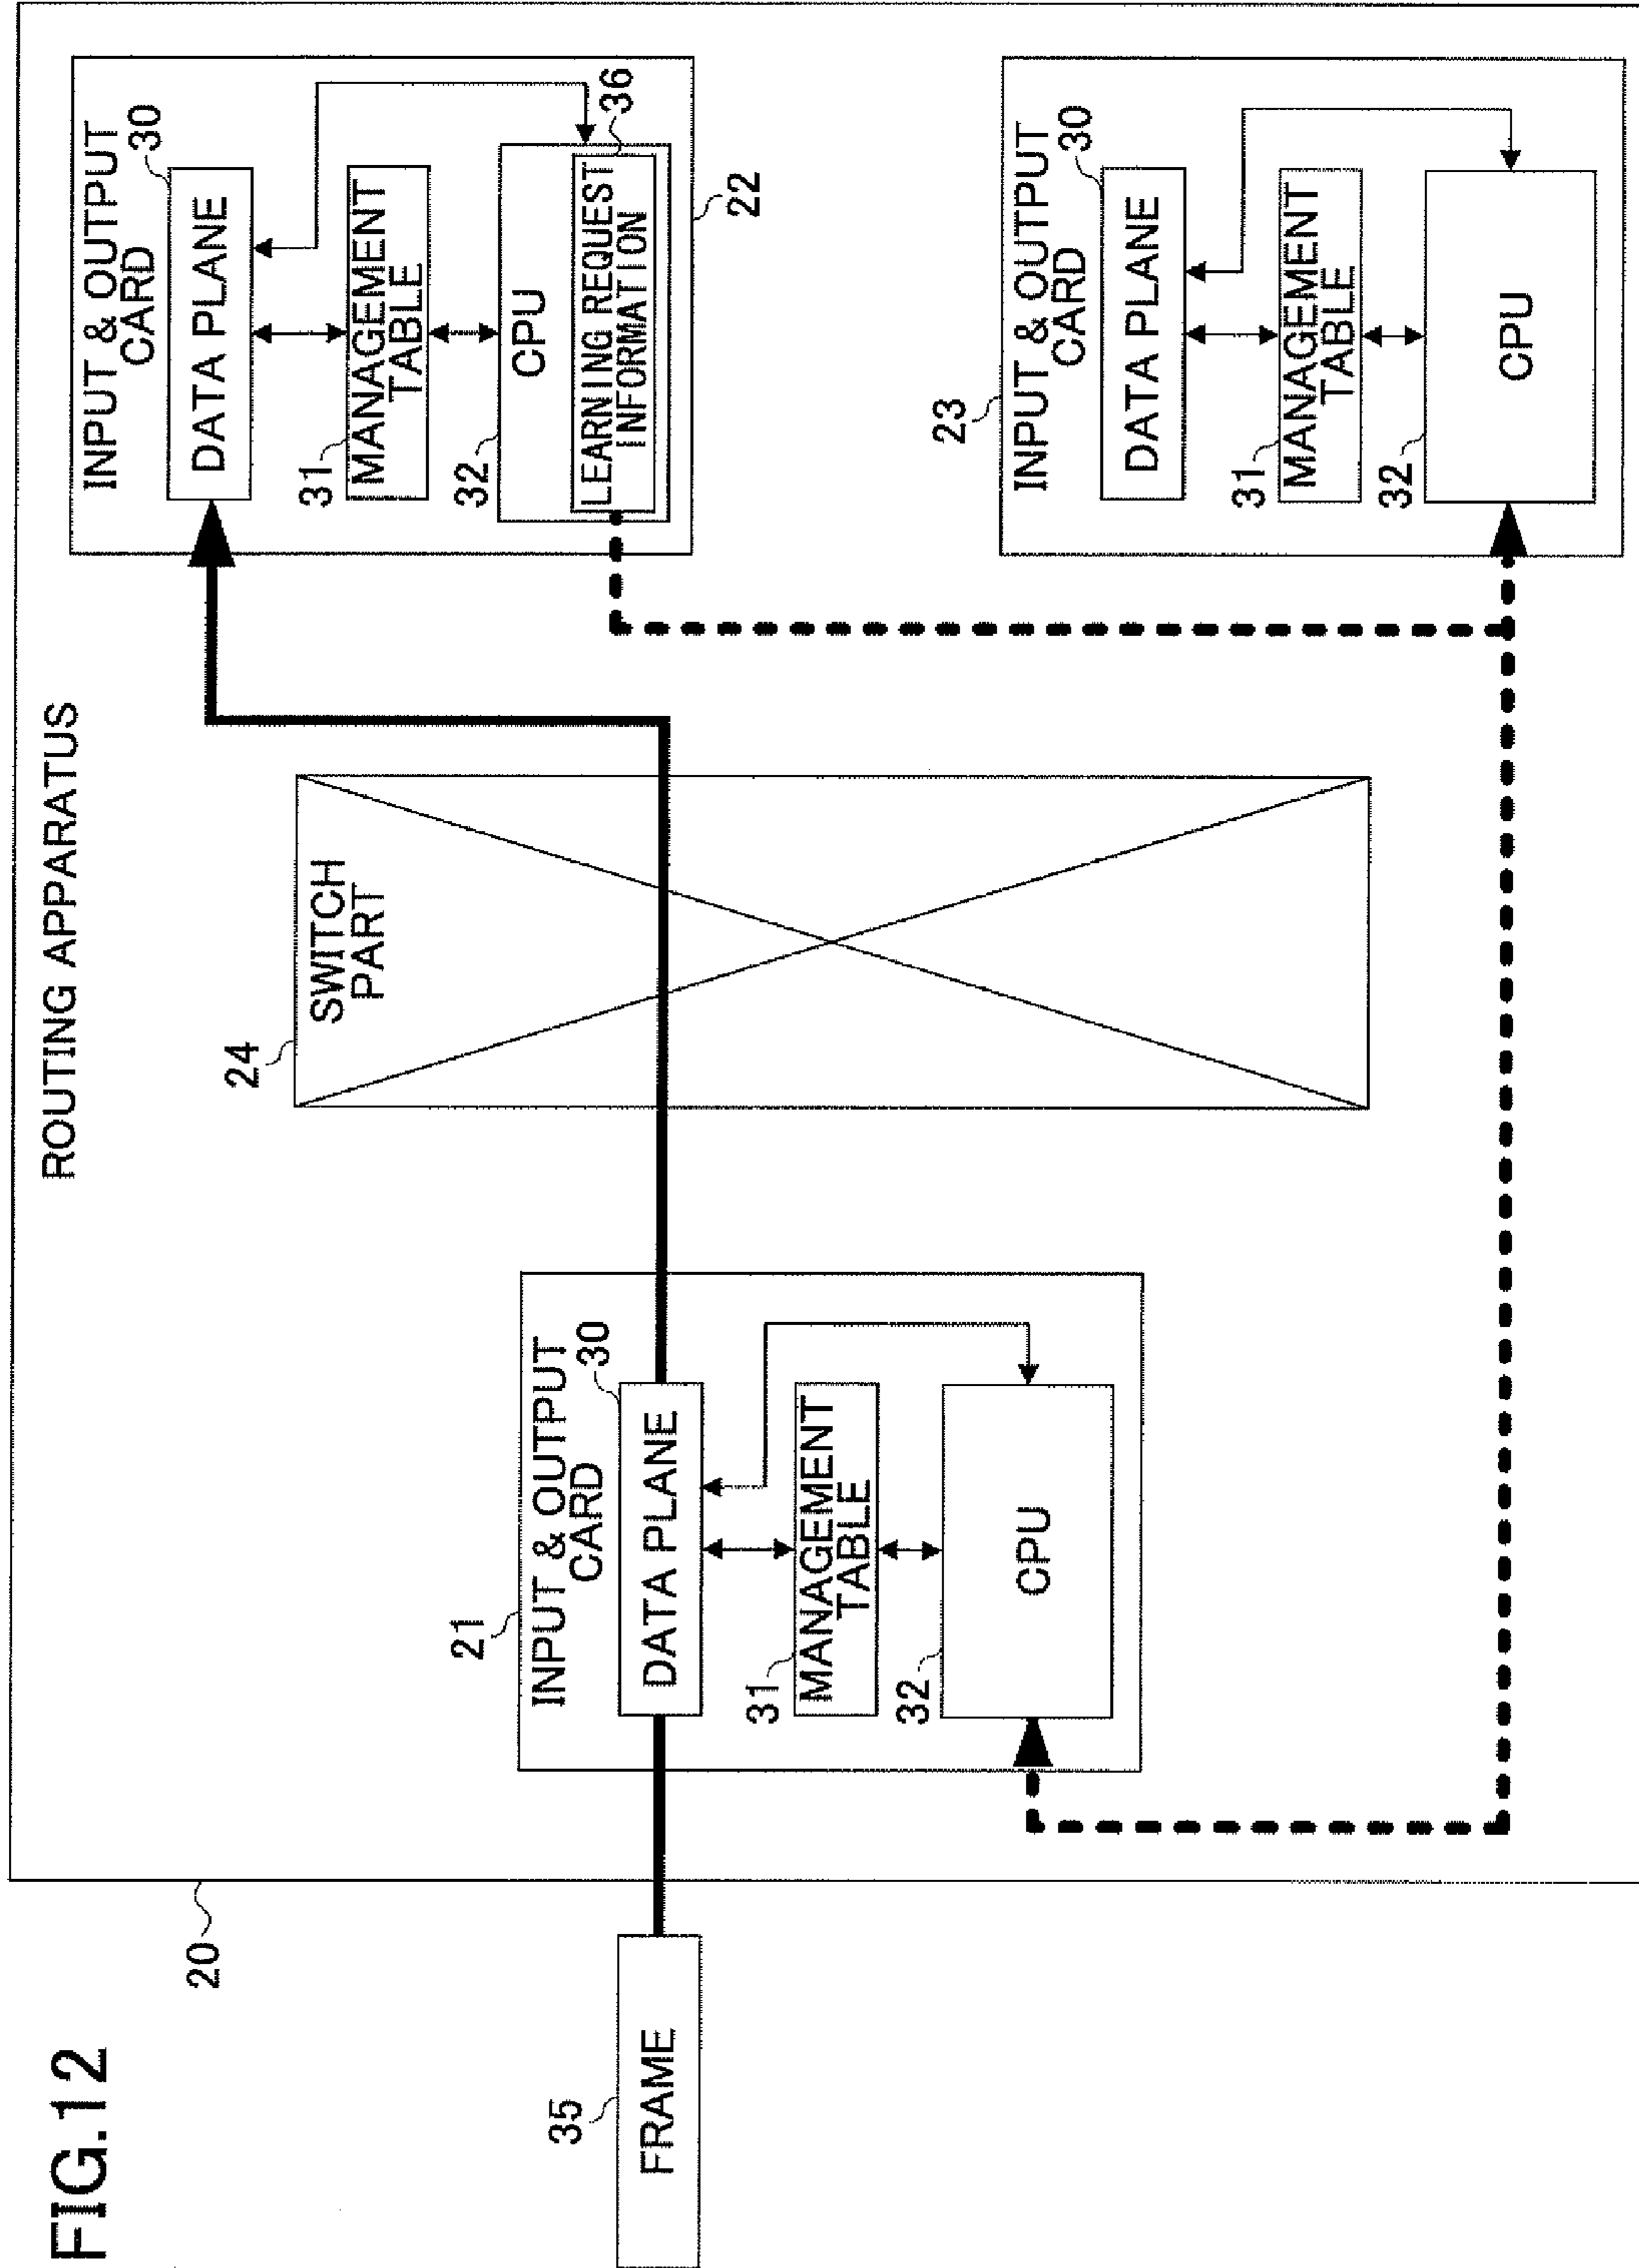 FIG.12
ROUTING APPARATUS
20
35
FRAME
21
INPUT & OUTPUT
CARD
30
DATA PLANE
31
MANAGEMENT
TABLE
32
CPU
24
SWITCH
PART
INPUT & OUTPUT
CARD
30
DATA PLANE
31
MANAGEMENT
TABLE
32
CPU
LEARNING REQUEST
INFORMATION
36
22
23
INPUT & OUTPUT
CARD
30
DATA PLANE
31
MANAGEMENT
TABLE
32
CPU